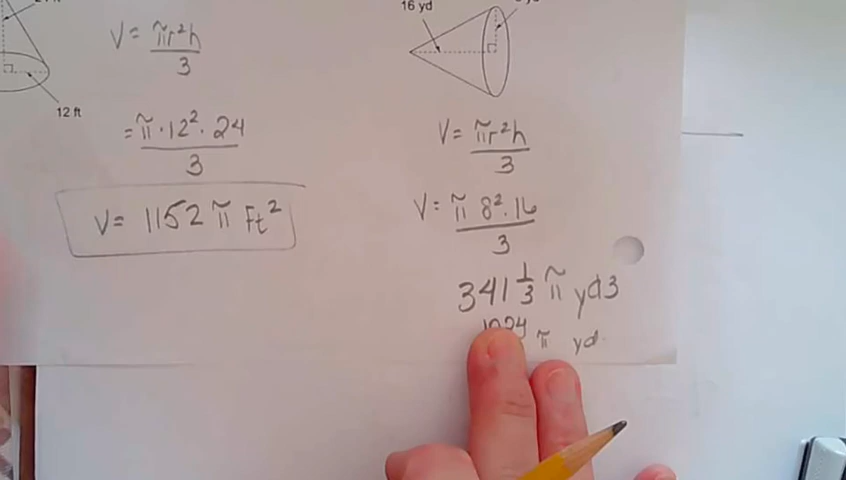 16 yd
12 ft
V = πr²h
3
= π · 12² · 24
3
V = 1152 π Ft²
V = πr²h
3
V = π 8² · 16
3
341 1/3 π yd3
1024 π yd